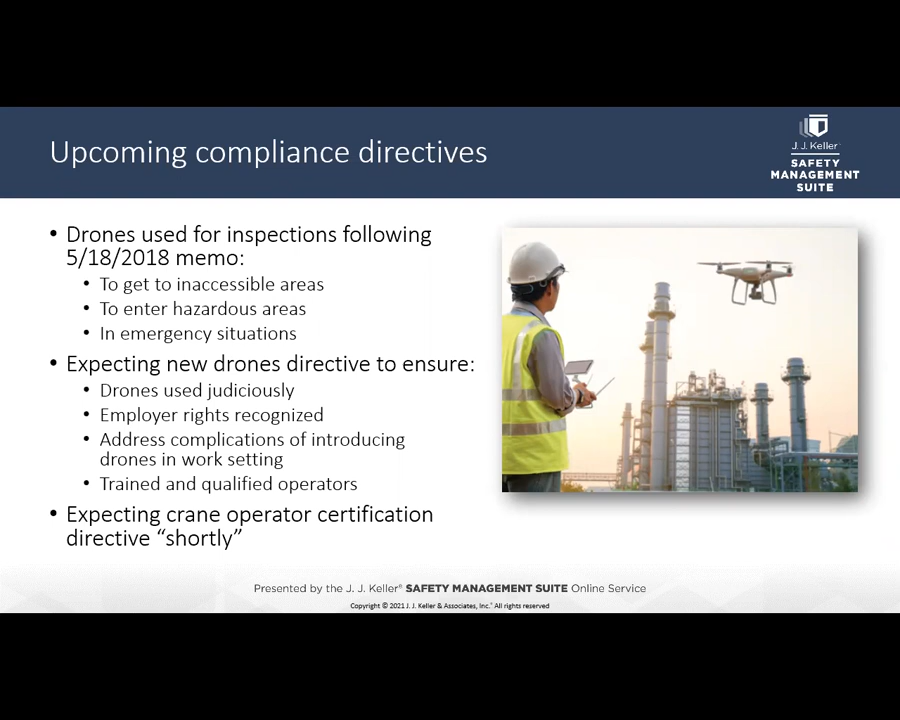 Upcoming compliance directives
J. J. Keller
SAFETY
MANAGEMENT
SUITE
• Drones used for inspections following
5/18/2018 memo:
• To get to inaccessible areas
• To enter hazardous areas
• In emergency situations
• Expecting new drones directive to ensure:
• Drones used judiciously
• Employer rights recognized
• Address complications of introducing
drones in work setting
• Trained and qualified operators
• Expecting crane operator certification
directive “shortly”
Presented by the J. J. Keller® SAFETY MANAGEMENT SUITE Online Service
Copyright © 2021 J. J. Keller & Associates, Inc.® All rights reserved